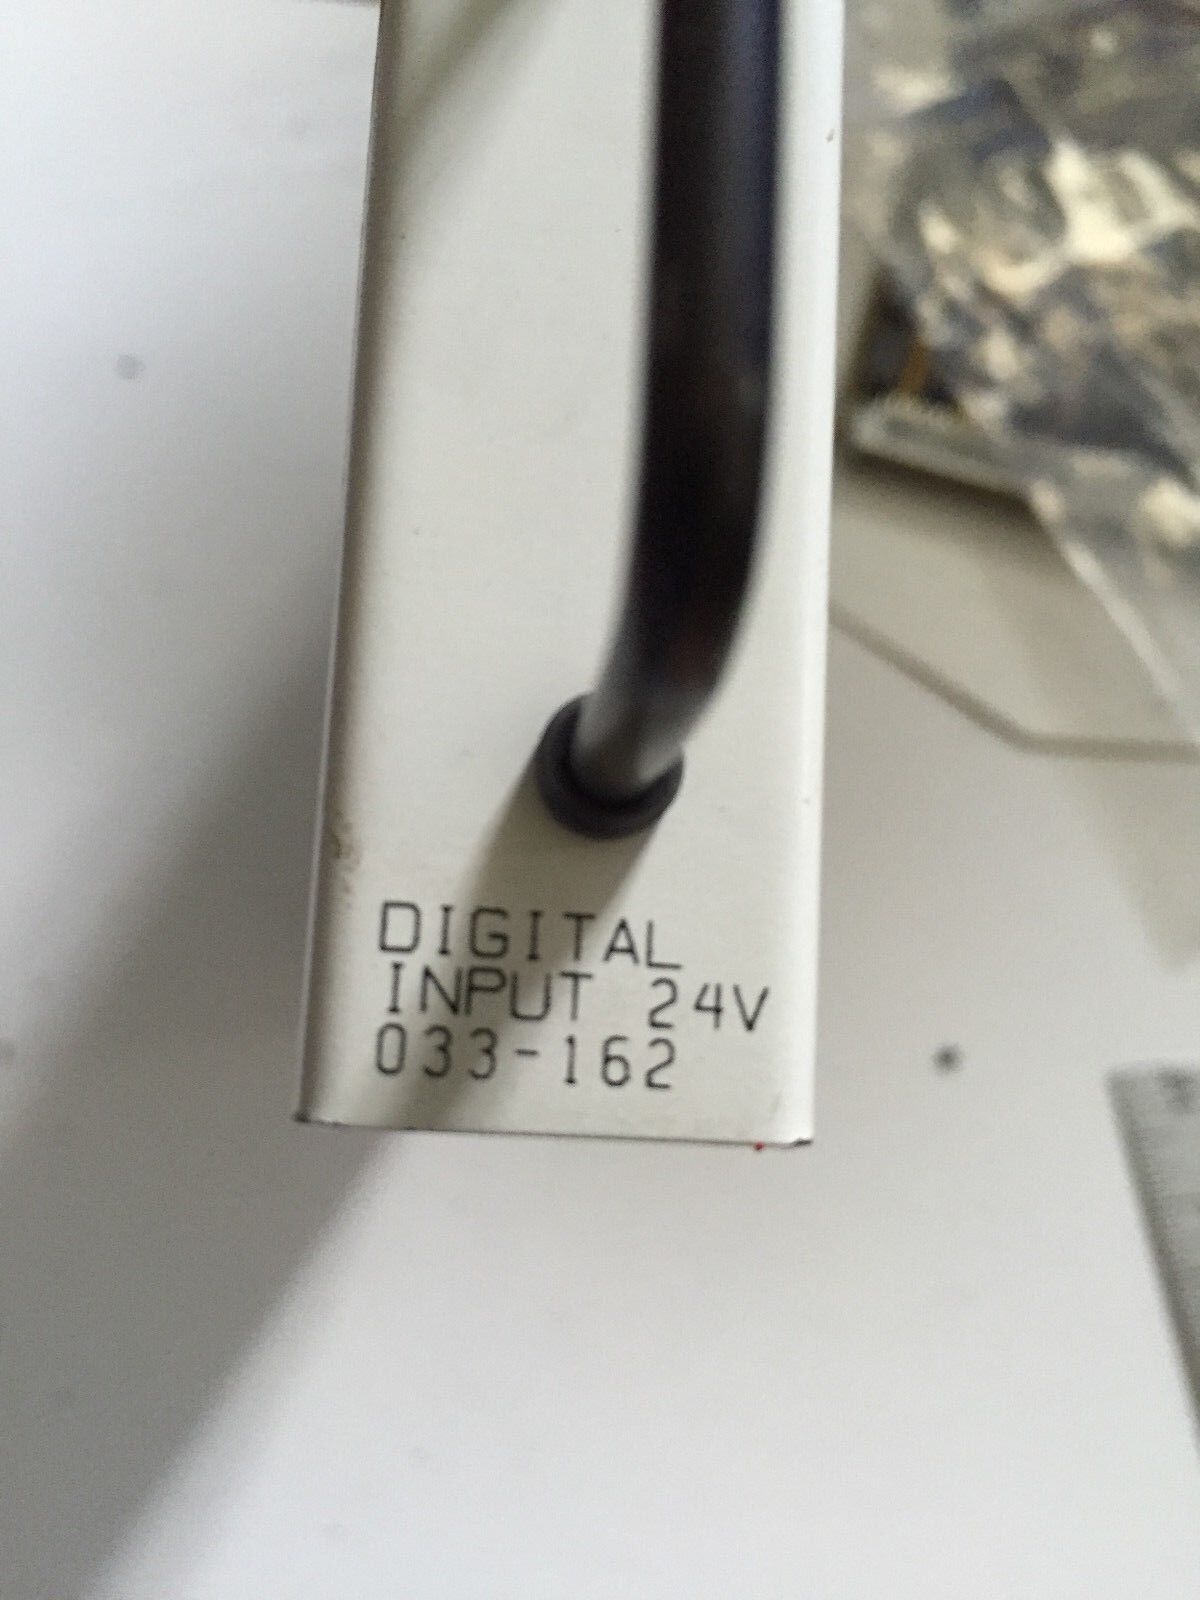 DIGITAL
INPUT 24V
033-162